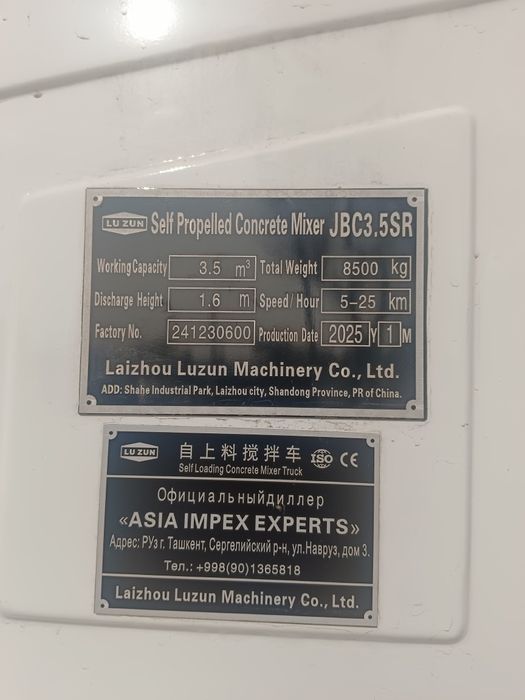 LU ZUN Self Propelled Concrete Mixer JBC3.5SR
Working Capacity 3.5 m³ Total Weight 8500 kg
Discharge Height 1.6 m Speed/Hour 5-25 km
Factory No. 241230600 Production Date 2025 Y 1 M
Laizhou Luzun Machinery Co., Ltd.
ADD: Shahe Industrial Park, Laizhou city, Shandong Province, PR of China.
LU ZUN 自上料搅拌车 ISO CE
Self Loading Concrete Mixer Truck
Официальныйдиллер
«ASIA IMPEX EXPERTS»
Адрес: РУз г. Ташкент, Сергелийский р-н, ул.Навруз, дом 3.
Тел.: +998(90)1365818
Laizhou Luzun Machinery Co., Ltd.